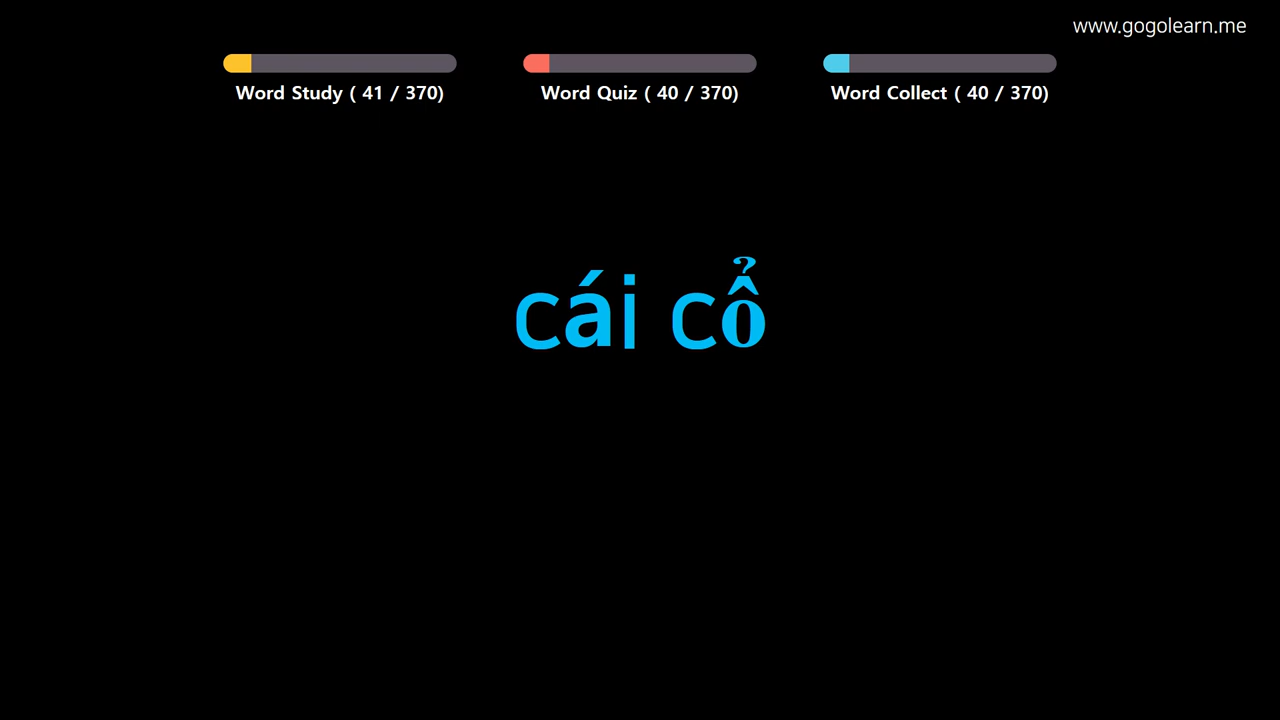 www.gogolearn.me
Word Study ( 41 / 370)
Word Quiz ( 40 / 370)
Word Collect ( 40 / 370)
cái cổ